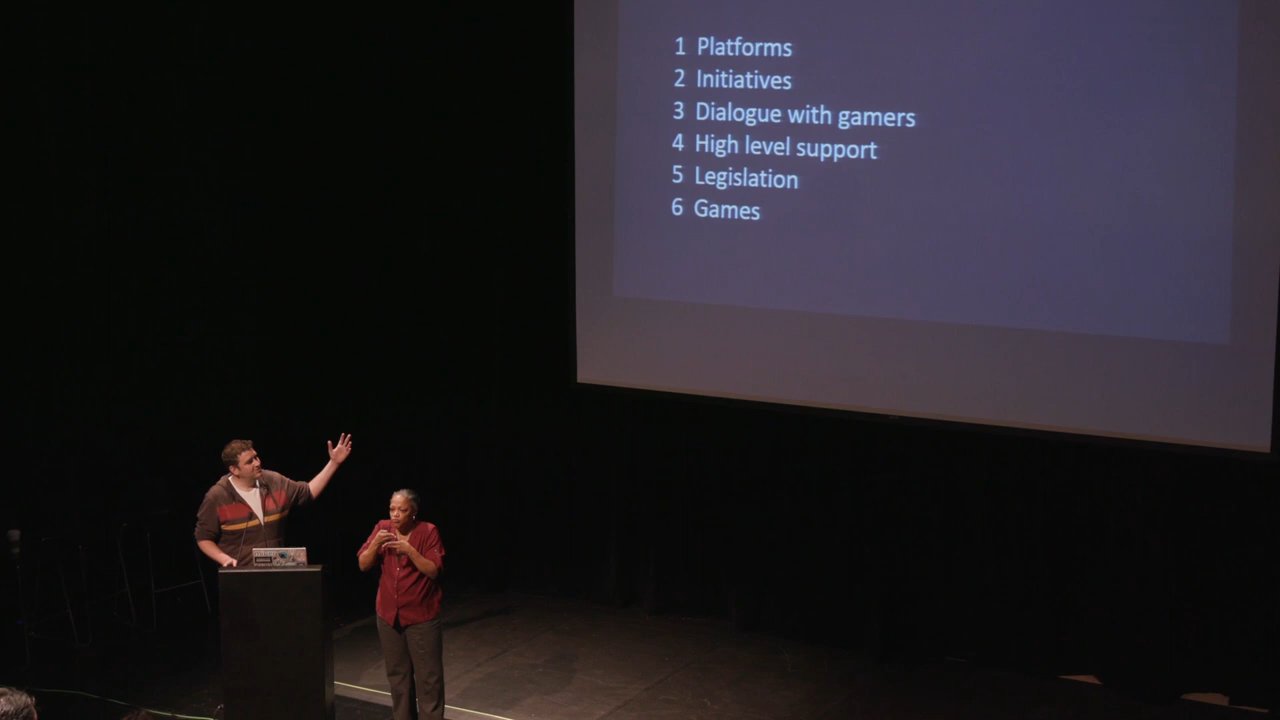 1 Platforms
2 Initiatives
3 Dialogue with gamers
4 High level support
5 Legislation
6 Games